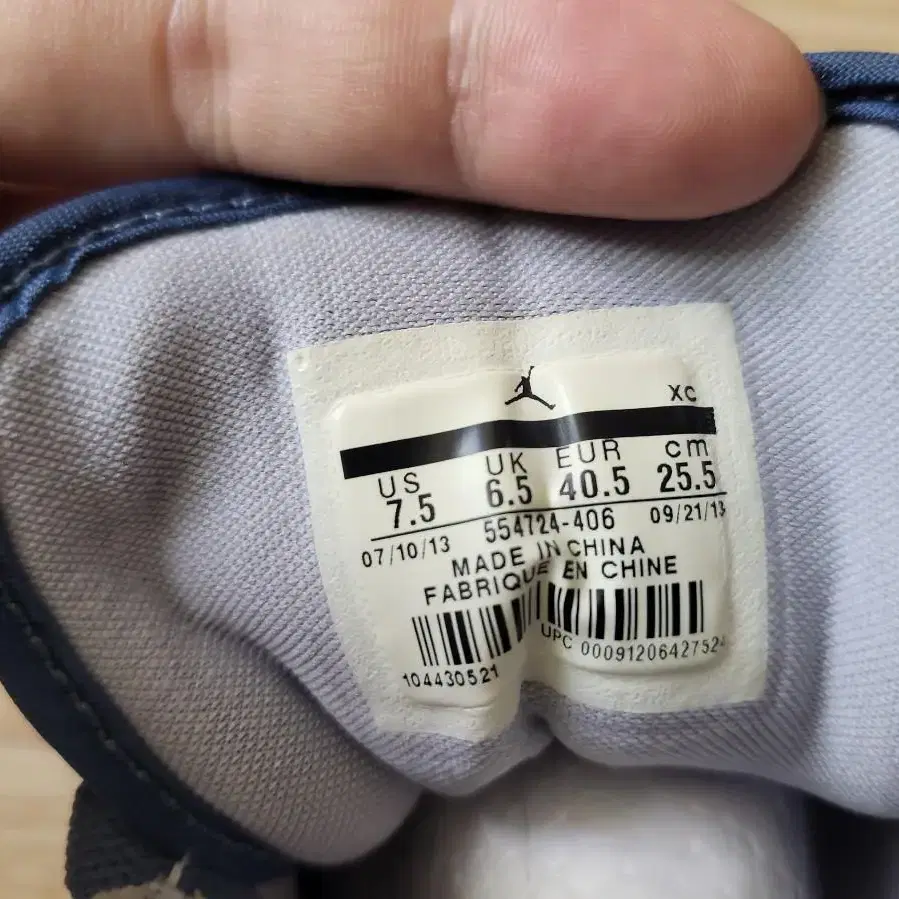 XC
US UK EUR cm
7.5 6.5 40.5 25.5
07/10/13 554724-406 09/21/13
MADE IN CHINA
FABRIQUE EN CHINE
104430521 UPC 00091206427524